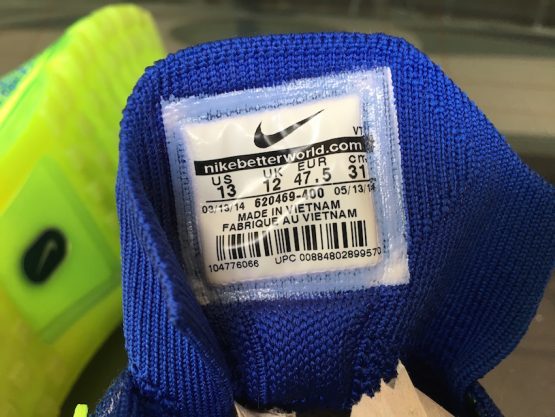 VT
nikebetterworld.com
US UK EUR cm
13 12 47.5 31
03/13/14 620469-400 05/13/14
MADE IN VIETNAM
FABRIQUE AU VIETNAM
104776066 UPC 00884802899570